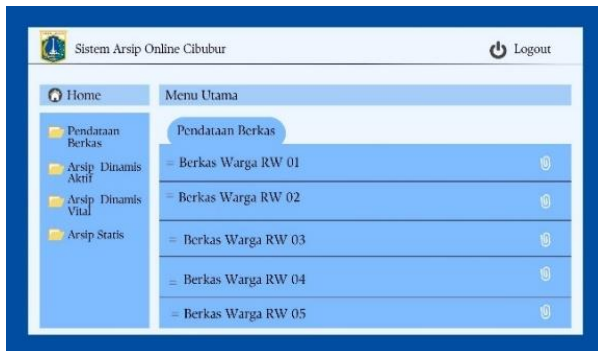 Sistem Arsip Online Cibubur
Logout
Home
Menu Utama
Pendataan
Berkas
Arsip Dinamis
Aktif
Arsip Dinamis
Vital
Arsip Statis
Pendataan Berkas
= Berkas Warga RW 01
= Berkas Warga RW 02
= Berkas Warga RW 03
= Berkas Warga RW 04
= Berkas Warga RW 05